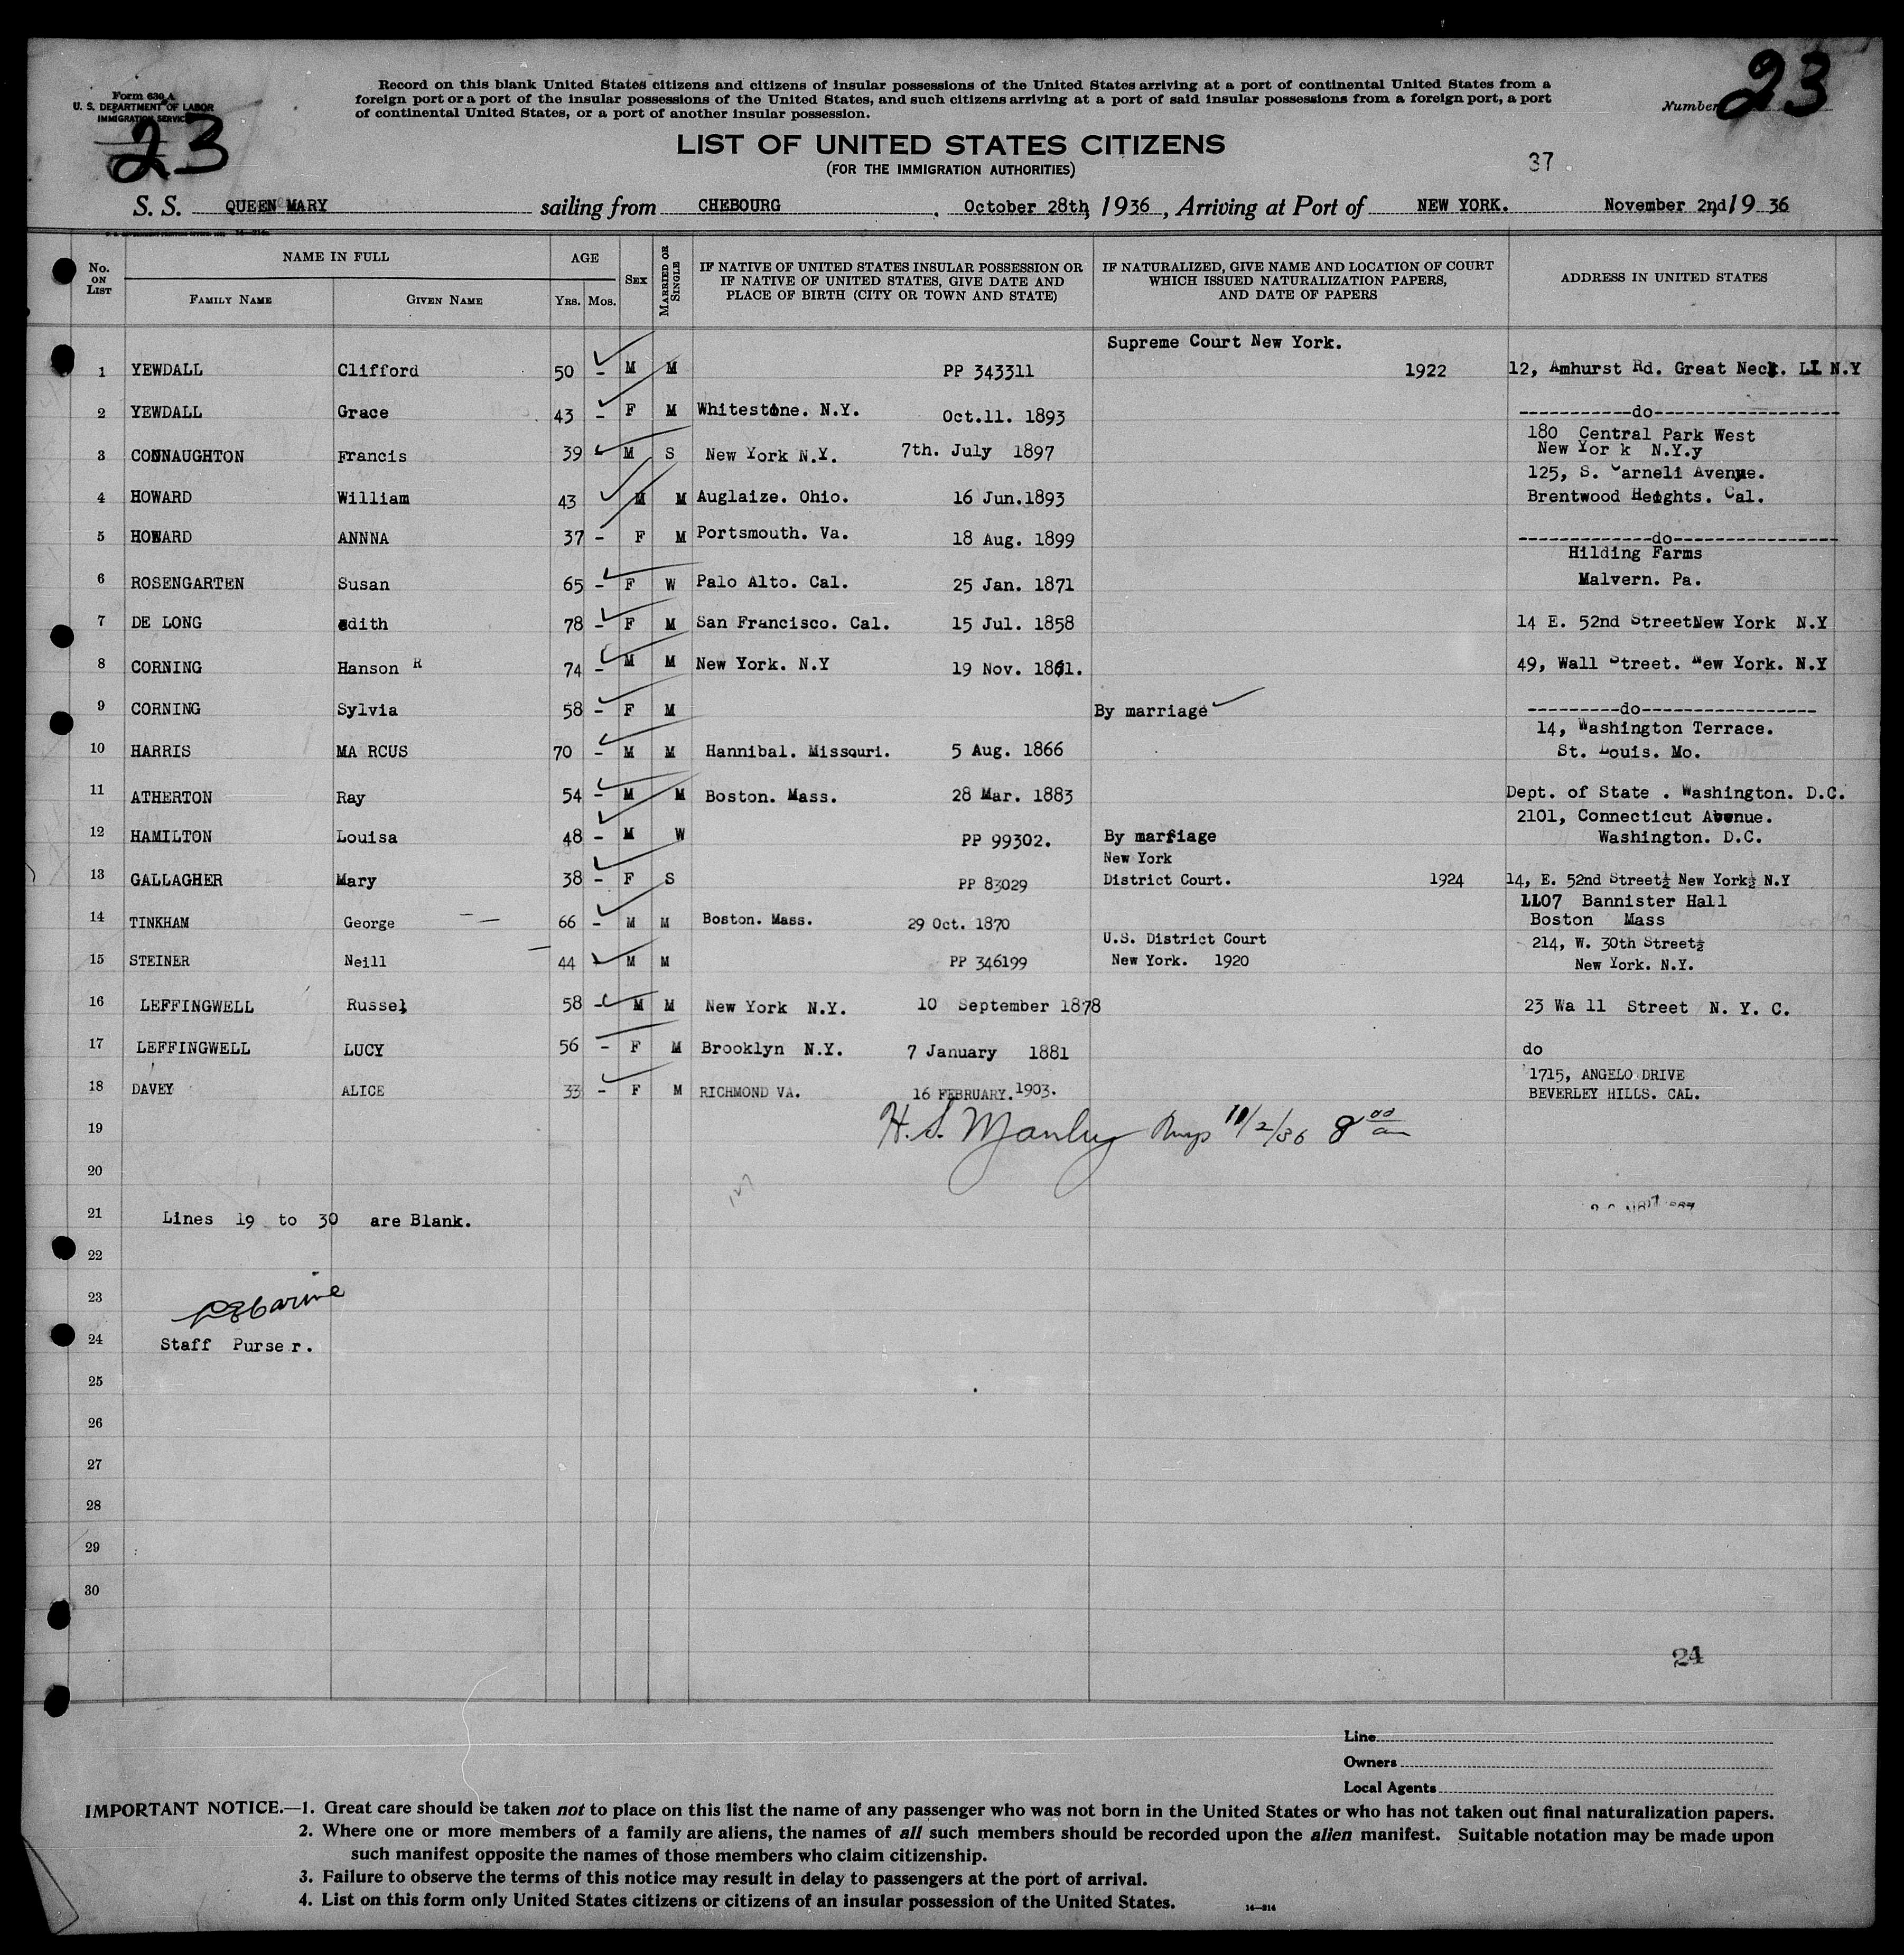 Form 630 A
U. S. DEPARTMENT OF LABOR
IMMIGRATION SERVICE
23
Record on this blank United States citizens and citizens of insular possessions of the United States arriving at a port of continental United States from a
foreign port or a port of the insular possessions of the United States, and such citizens arriving at a port of said insular possessions from a foreign port, a port
of continental United States, or a port of another insular possession.
Number 23
LIST OF UNITED STATES CITIZENS
(FOR THE IMMIGRATION AUTHORITIES)
37
S. S. QUEEN MARY sailing from CHEBOURG, October 28th, 1936, Arriving at Port of NEW YORK. November 2nd 1936
No. ON LIST NAME IN FULL AGE SEX MARRIED OR SINGLE IF NATIVE OF UNITED STATES INSULAR POSSESSION OR IF NATIVE OF UNITED STATES, GIVE DATE AND PLACE OF BIRTH (CITY OR TOWN AND STATE) IF NATURALIZED, GIVE NAME AND LOCATION OF COURT WHICH ISSUED NATURALIZATION PAPERS, AND DATE OF PAPERS ADDRESS IN UNITED STATES
FAMILY NAME GIVEN NAME YRS. MOS.
Supreme Court New York.
1 YEWDALL Clifford 50 - M M PP 343311 1922 12, Amhurst Rd. Great Neck. LI N.Y
2 YEWDALL Grace 43 - F M Whitestone. N.Y. Oct.11. 1893 -----------do------------------
180 Central Park West
3 CONNAUGHTON Francis 39 M S New York N.Y. 7th. July 1897 New Yor k N.Y.y
125, S. Carneli Avenue.
4 HOWARD William 43 M M Auglaize. Ohio. 16 Jun.1893 Brentwood Heights. Cal.
5 HOWARD ANNNA 37 - F M Portsmouth. Va. 18 Aug. 1899 -------------do----------------
Hilding Farms
6 ROSENGARTEN Susan 65 - F W Palo Alto. Cal. 25 Jan. 1871 Malvern. Pa.
7 DE LONG edith 78 - F M San Francisco. Cal. 15 Jul. 1858 14 E. 52nd StreetNew York N.Y
8 CORNING Hanson R 74 - M M New York. N.Y 19 Nov. 1861. 49, Wall Street. New York. N.Y
9 CORNING Sylvia 58 - F M By marriage ---------do-----------------
14, Washington Terrace.
10 HARRIS MA RCUS 70 - M M Hannibal. Missouri. 5 Aug. 1866 St. Louis. Mo.
11 ATHERTON Ray 54 - M M Boston. Mass. 28 Mar. 1883 Dept. of State . Washington. D.C.
2101, Connecticut Avenue.
12 HAMILTON Louisa 48 - M W PP 99302. By marriage Washington. D.C.
New York
13 GALLAGHER Mary 38 - F S PP 83029 District Court. 1924 14, E. 52nd Street½ New York½ N.Y
1107 Bannister Hall
14 TINKHAM George 66 - M M Boston. Mass. 29 Oct. 1870 Boston Mass
U.S. District Court 214, W. 30th Street½
15 STEINER Neill 44 M M PP 346199 New York. 1920 New York. N.Y.
16 LEFFINGWELL Russel 58 - M M New York N.Y. 10 September 1878 23 Wa ll Street N. Y. C.
17 LEFFINGWELL LUCY 56 - F M Brooklyn N.Y. 7 January 1881 do
1715, ANGELO DRIVE
18 DAVEY ALICE 33 - F M RICHMOND VA. 16 FEBRUARY. 1903. BEVERLEY HILLS. CAL.
19 H. S. Manley 11/2/36 8 00 am
20
21 Lines 19 to 30 are Blank.
22
23
24 Staff Purser.
25
26
27
28
29
30
24
Line
Owners
Local Agents
IMPORTANT NOTICE.—1. Great care should be taken not to place on this list the name of any passenger who was not born in the United States or who has not taken out final naturalization papers.
2. Where one or more members of a family are aliens, the names of all such members should be recorded upon the alien manifest. Suitable notation may be made upon
such manifest opposite the names of those members who claim citizenship.
3. Failure to observe the terms of this notice may result in delay to passengers at the port of arrival.
4. List on this form only United States citizens or citizens of an insular possession of the United States.
14—214